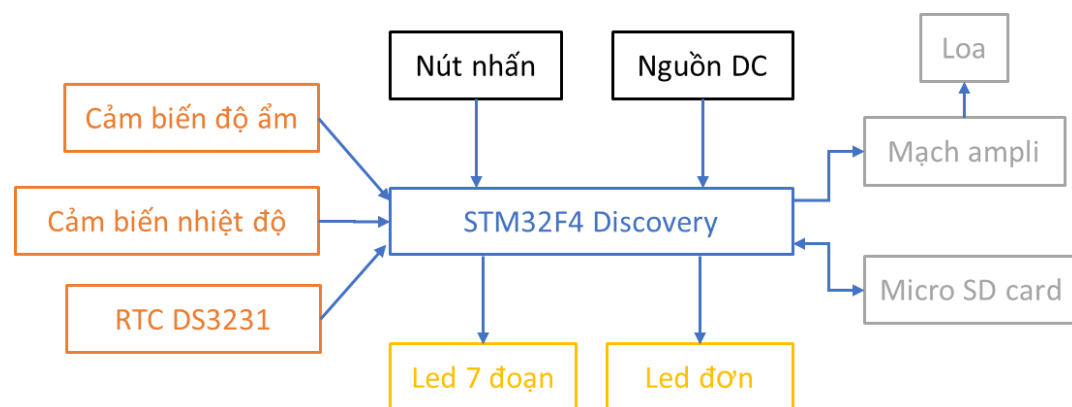 Loa
Nút nhấn
Nguồn DC
Cảm biến độ ẩm
Mạch ampli
Cảm biến nhiệt độ
STM32F4 Discovery
Micro SD card
RTC DS3231
Led 7 đoạn
Led đơn